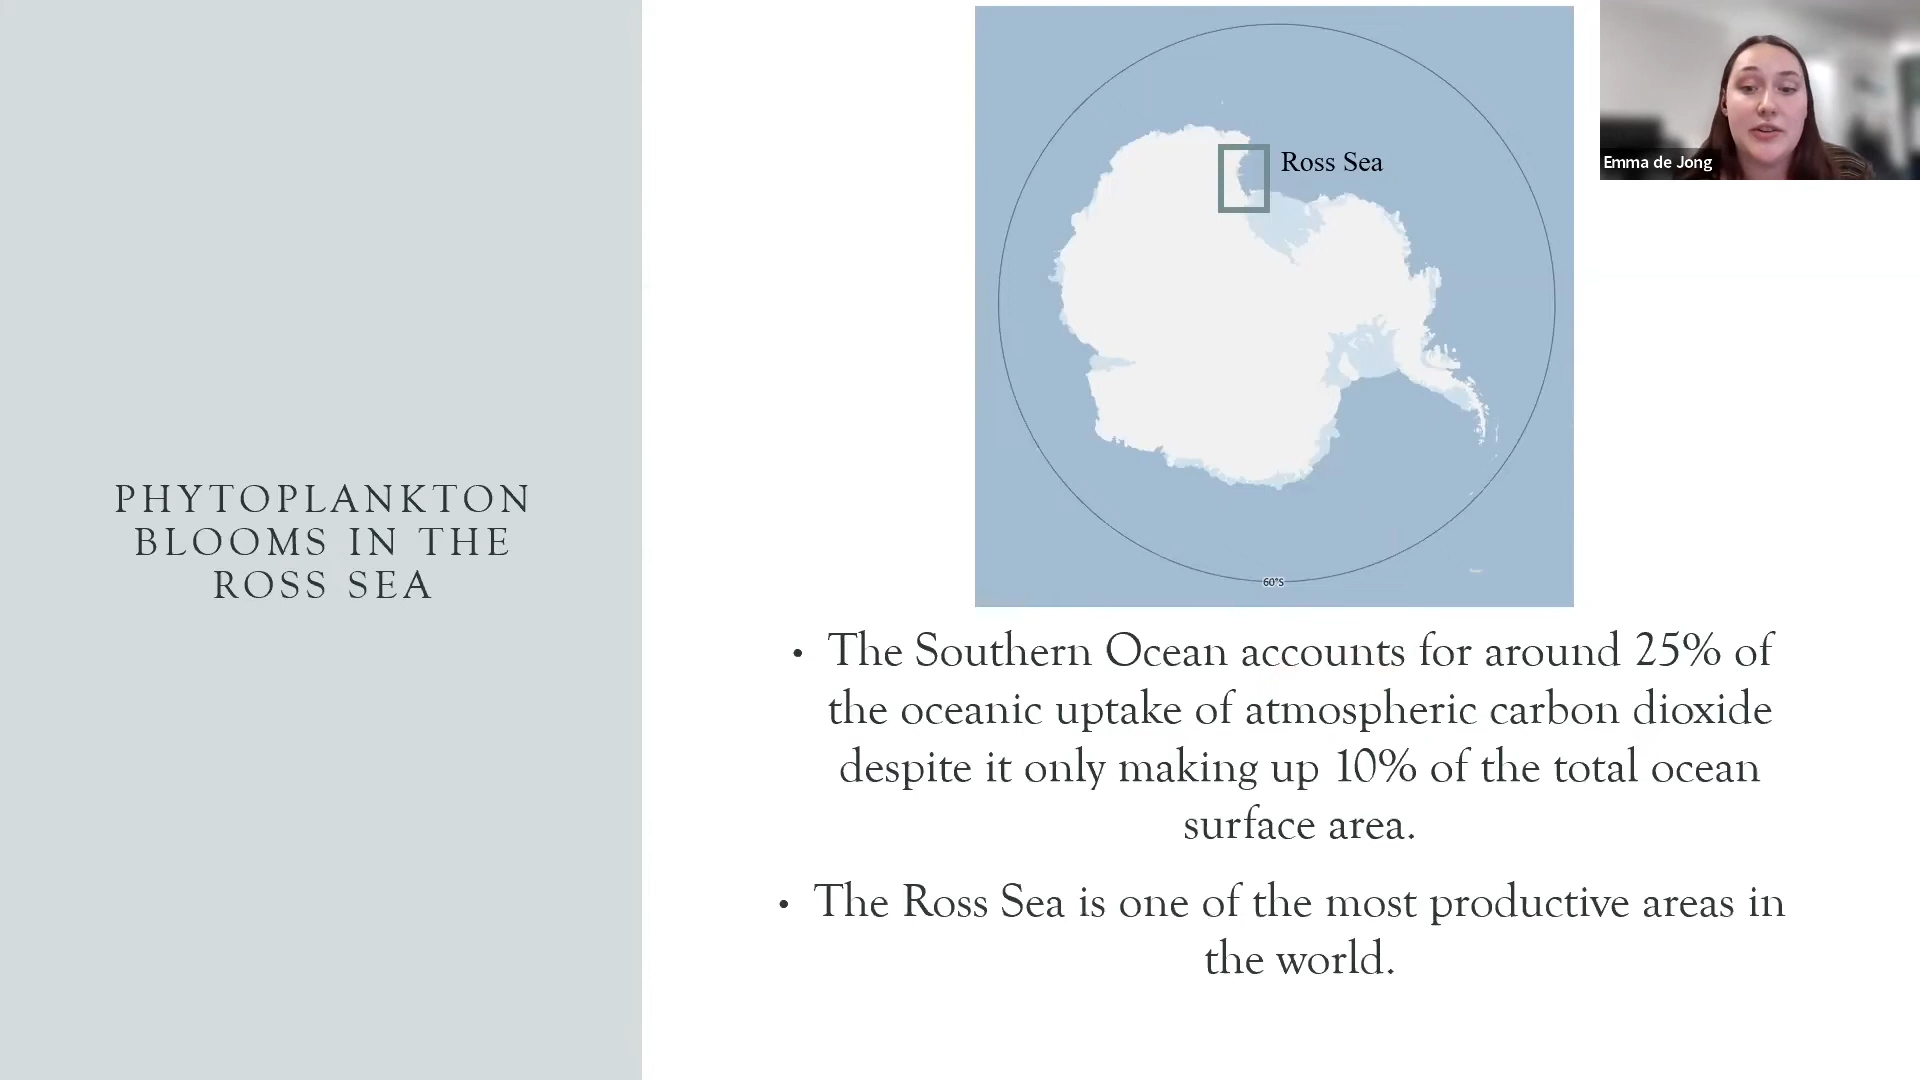 PHYTOPLANKTON
BLOOMS IN THE
ROSS SEA
Ross Sea
60°S
Emma de Jong
• The Southern Ocean accounts for around 25% of
the oceanic uptake of atmospheric carbon dioxide
despite it only making up 10% of the total ocean
surface area.
• The Ross Sea is one of the most productive areas in
the world.